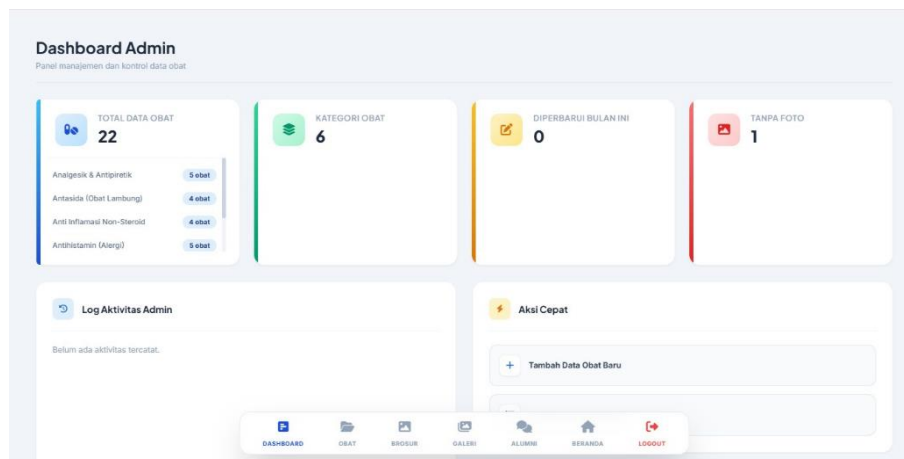 Dashboard Admin
Panel manajemen dan kontrol data obat
TOTAL DATA OBAT
22
Analgesik & Antipiretik 5 obat
Antasida (Obat Lambung) 4 obat
Anti Inflamasi Non-Steroid 4 obat
Antihistamin (Alergi) 5 obat
KATEGORI OBAT
6
DIPERBARUI BULAN INI
0
TANPA FOTO
1
Log Aktivitas Admin
Belum ada aktivitas tercatat.
Aksi Cepat
Tambah Data Obat Baru
DASHBOARD OBAT BROSUR GALERI ALUMNI BERANDA LOGOUT